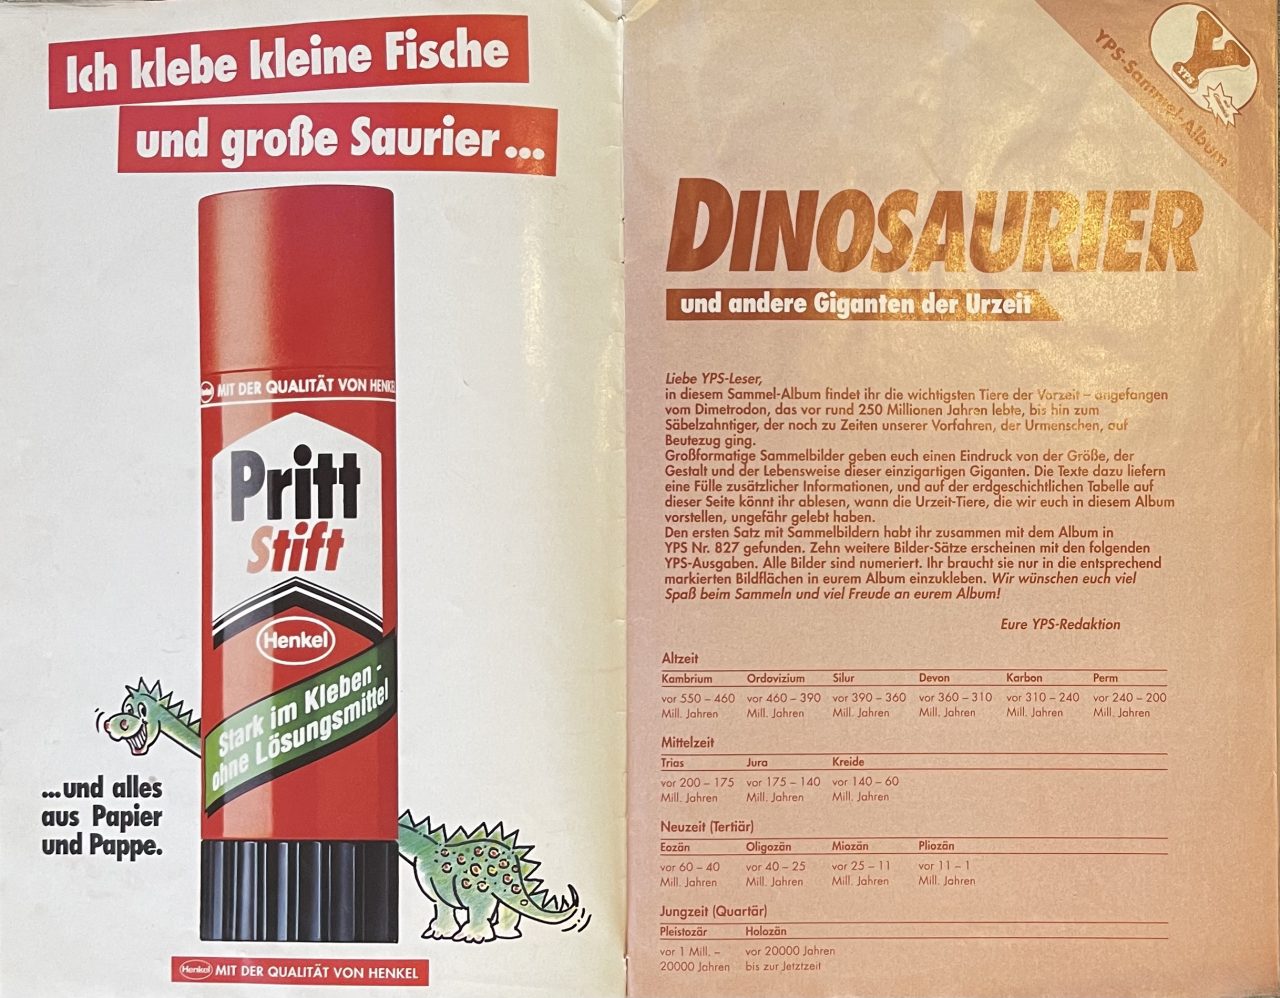 Ich klebe kleine Fische
und große Saurier...
MIT DER QUALITÄT VON HENKEL
Pritt
Stift
Henkel
Stark im Kleben -
ohne Lösungsmittel
...und alles
aus Papier
und Pappe.
Henkel MIT DER QUALITÄT VON HENKEL
YPS
YPS-Sammel-Album
DINOSAURIER
und andere Giganten der Urzeit
Liebe YPS-Leser,
in diesem Sammel-Album findet ihr die wichtigsten Tiere der Vorzeit – angefangen
vom Dimetrodon, das vor rund 250 Millionen Jahren lebte, bis hin zum
Säbelzahntiger, der noch zu Zeiten unserer Vorfahren, der Urmenschen, auf
Beutezug ging.
Großformatige Sammelbilder geben euch einen Eindruck von der Größe, der
Gestalt und der Lebensweise dieser einzigartigen Giganten. Die Texte dazu liefern
eine Fülle zusätzlicher Informationen, und auf der erdgeschichtlichen Tabelle auf
dieser Seite könnt ihr ablesen, wann die Urzeit-Tiere, die wir euch in diesem Album
vorstellen, ungefähr gelebt haben.
Den ersten Satz mit Sammelbildern habt ihr zusammen mit dem Album in
YPS Nr. 827 gefunden. Zehn weitere Bilder-Sätze erscheinen mit den folgenden
YPS-Ausgaben. Alle Bilder sind numeriert. Ihr braucht sie nur in die entsprechend
markierten Bildflächen in eurem Album einzukleben. Wir wünschen euch viel
Spaß beim Sammeln und viel Freude an eurem Album!
Eure YPS-Redaktion
Altzeit
Kambrium Ordovizium Silur Devon Karbon Perm
vor 550 – 460 vor 460 – 390 vor 390 – 360 vor 360 – 310 vor 310 – 240 vor 240 – 200
Mill. Jahren Mill. Jahren Mill. Jahren Mill. Jahren Mill. Jahren Mill. Jahren
Mittelzeit
Trias Jura Kreide
vor 200 – 175 vor 175 – 140 vor 140 – 60
Mill. Jahren Mill. Jahren Mill. Jahren
Neuzeit (Tertiär)
Eozän Oligozän Miozän Pliozän
vor 60 – 40 vor 40 – 25 vor 25 – 11 vor 11 – 1
Mill. Jahren Mill. Jahren Mill. Jahren Mill. Jahren
Jungzeit (Quartär)
Pleistozär Holozän
vor 1 Mill. – vor 20000 Jahren
20000 Jahren bis zur Jetztzeit